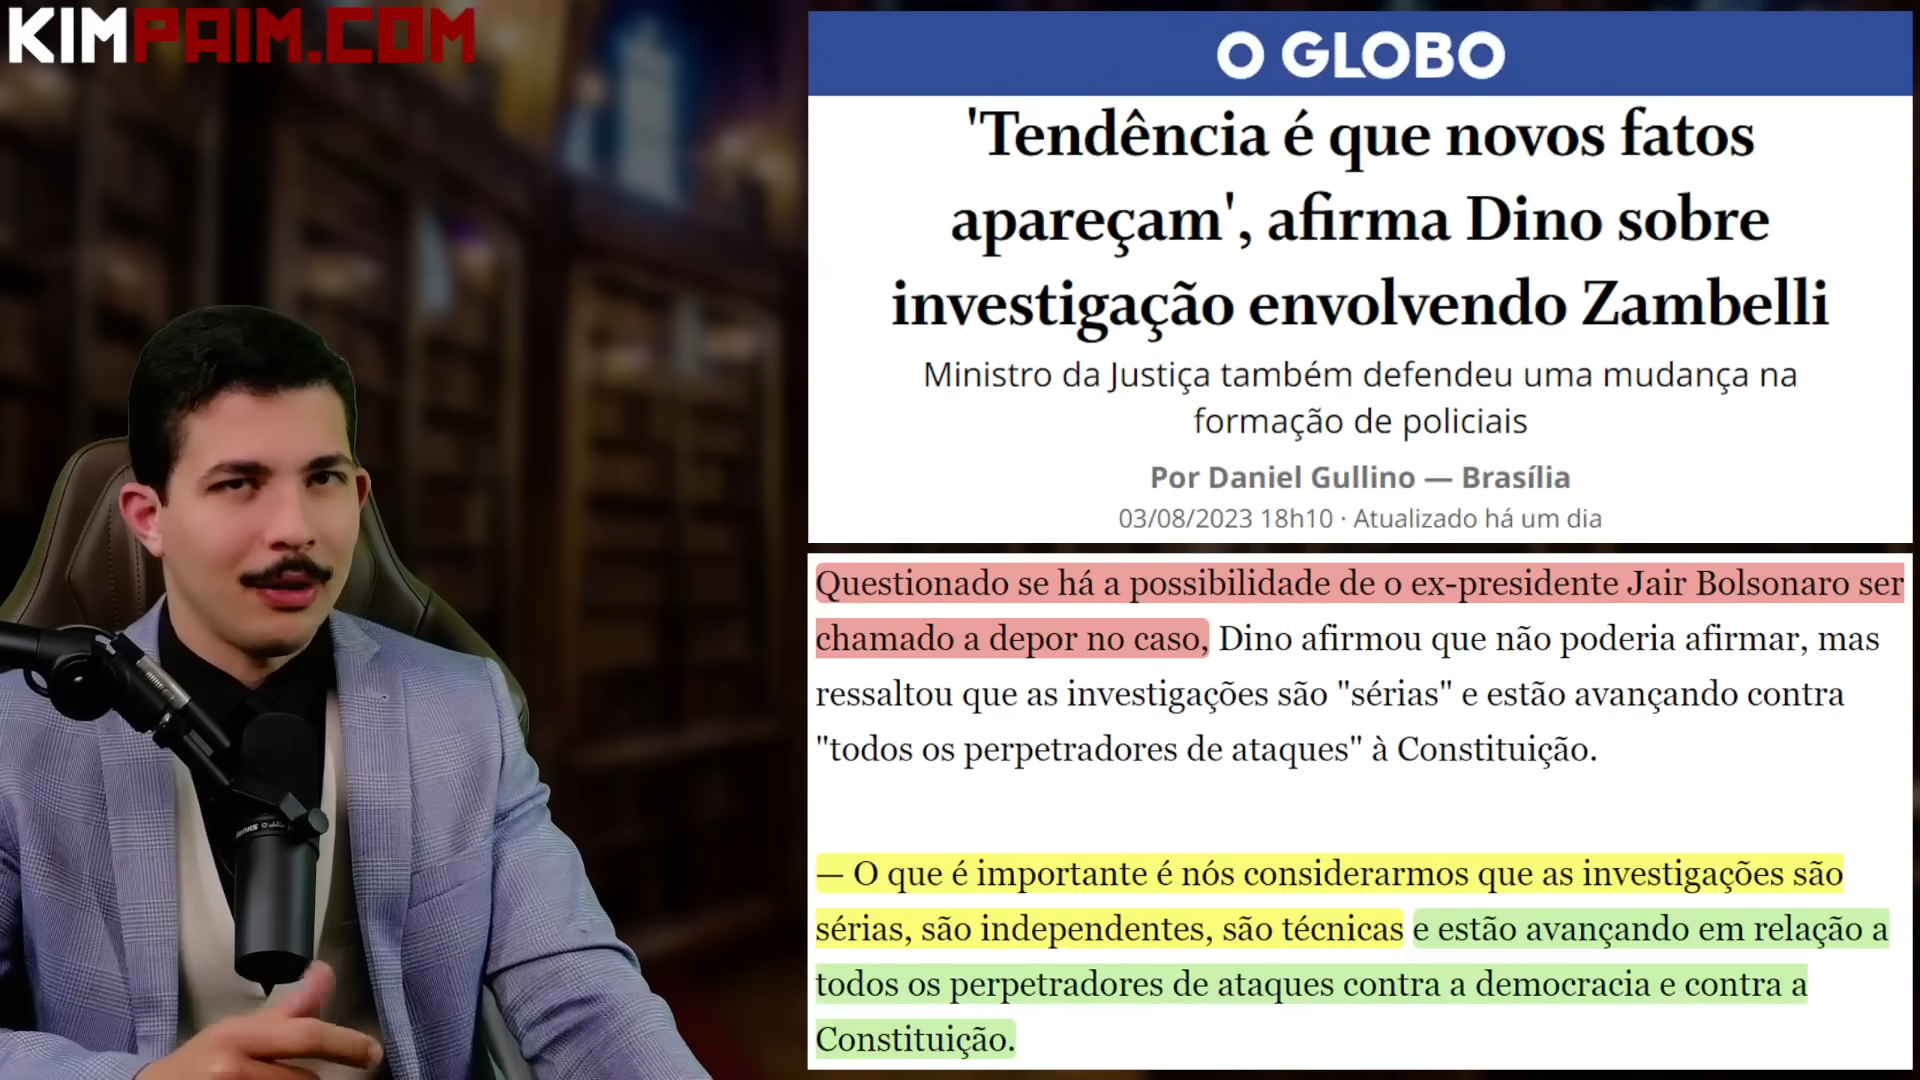 KIMPAIM.COM
O GLOBO
'Tendência é que novos fatos
apareçam', afirma Dino sobre
investigação envolvendo Zambelli
Ministro da Justiça também defendeu uma mudança na
formação de policiais
Por Daniel Gullino — Brasília
03/08/2023 18h10 · Atualizado há um dia
Questionado se há a possibilidade de o ex-presidente Jair Bolsonaro ser
chamado a depor no caso, Dino afirmou que não poderia afirmar, mas
ressaltou que as investigações são "sérias" e estão avançando contra
"todos os perpetradores de ataques" à Constituição.
— O que é importante é nós considerarmos que as investigações são
sérias, são independentes, são técnicas e estão avançando em relação a
todos os perpetradores de ataques contra a democracia e contra a
Constituição.